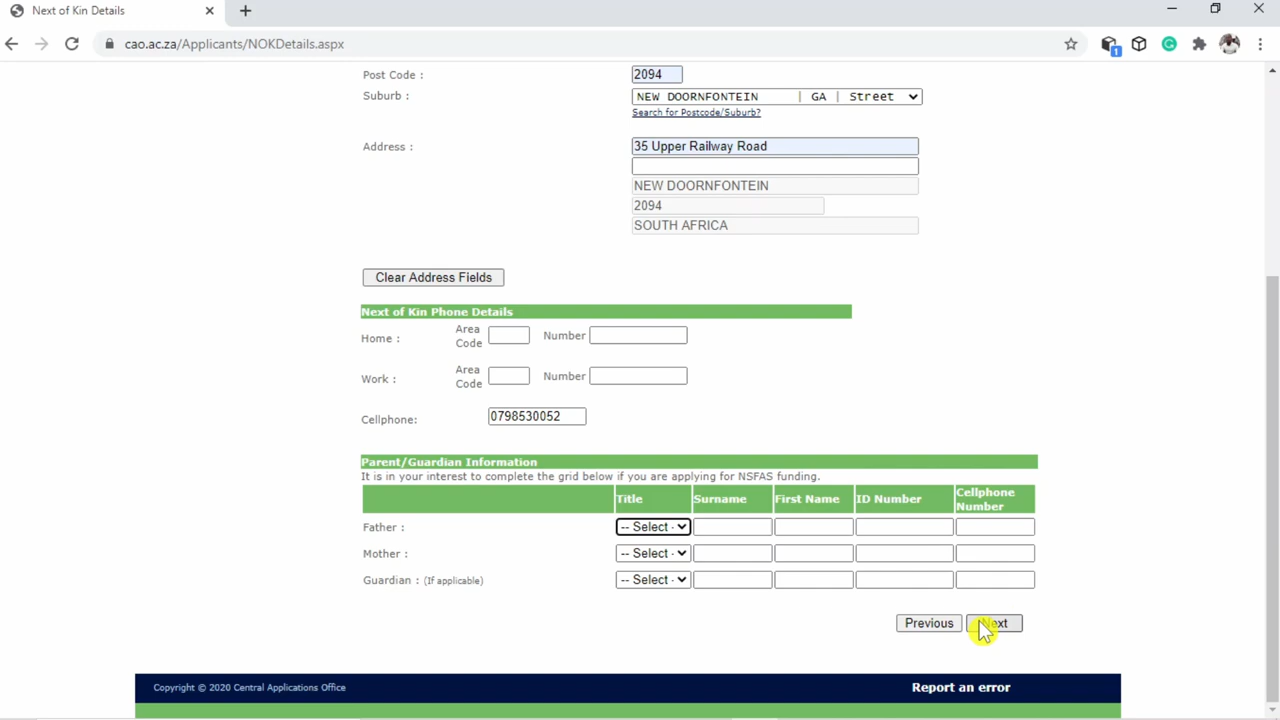 Next of Kin Details
cao.ac.za/Applicants/NOKDetails.aspx
1
Post Code :
2094
Suburb :
NEW DOORNFONTEIN | GA | Street
Search for Postcode/Suburb?
Address :
35 Upper Railway Road
NEW DOORNFONTEIN
2094
SOUTH AFRICA
Clear Address Fields
Next of Kin Phone Details
Home : Area Code Number
Work : Area Code Number
Cellphone: 0798530052
Parent/Guardian Information
It is in your interest to complete the grid below if you are applying for NSFAS funding.
Title Surname First Name ID Number Cellphone Number
Father : -- Select -
Mother : -- Select -
Guardian : (If applicable) -- Select -
Previous Next
Copyright © 2020 Central Applications Office Report an error